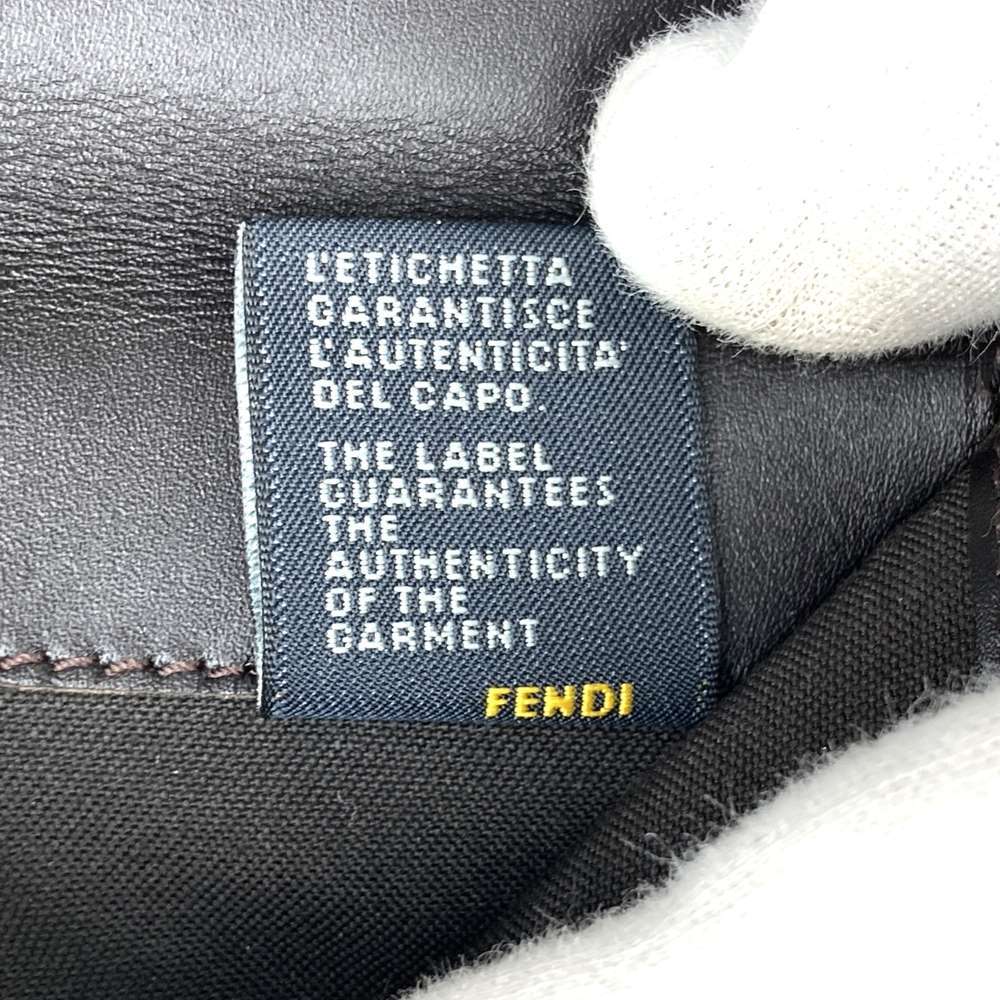 L'ETICHETTA
GARANTISCE
L'AUTENTICITA'
DEL CAPO.
THE LABEL
GUARANTEES
THE
AUTHENTICITY
OF THE
GARMENT
FENDI